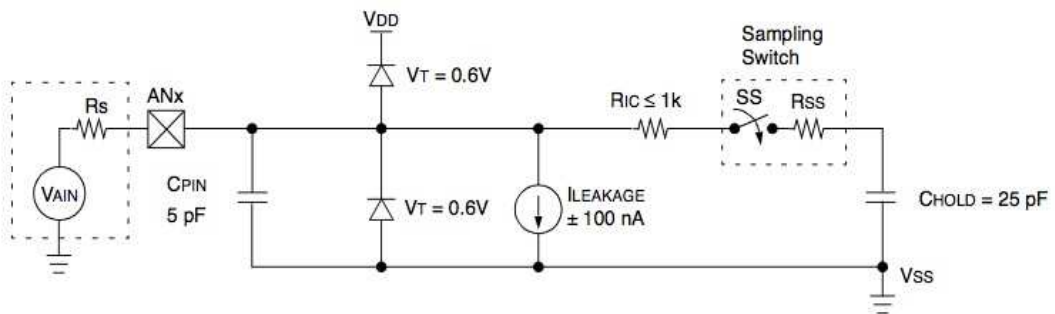 VDD
Sampling
Switch
VT = 0.6V
ANx
Rs
RIC ≤ 1k
SS
RSS
VAIN
CPIN
5 pF
VT = 0.6V
ILEAKAGE
± 100 nA
CHOLD = 25 pF
VSS